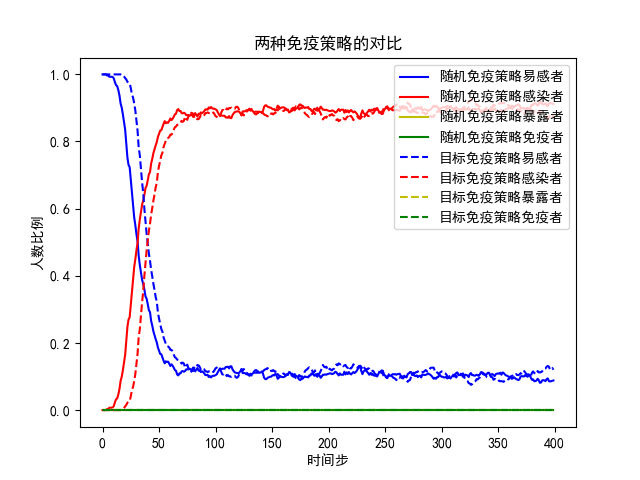 两种免疫策略的对比
人数比例
1.0
0.8
0.6
0.4
0.2
0.0
随机免疫策略易感者
随机免疫策略感染者
随机免疫策略暴露者
随机免疫策略免疫者
目标免疫策略易感者
目标免疫策略感染者
目标免疫策略暴露者
目标免疫策略免疫者
0 50 100 150 200 250 300 350 400
时间步